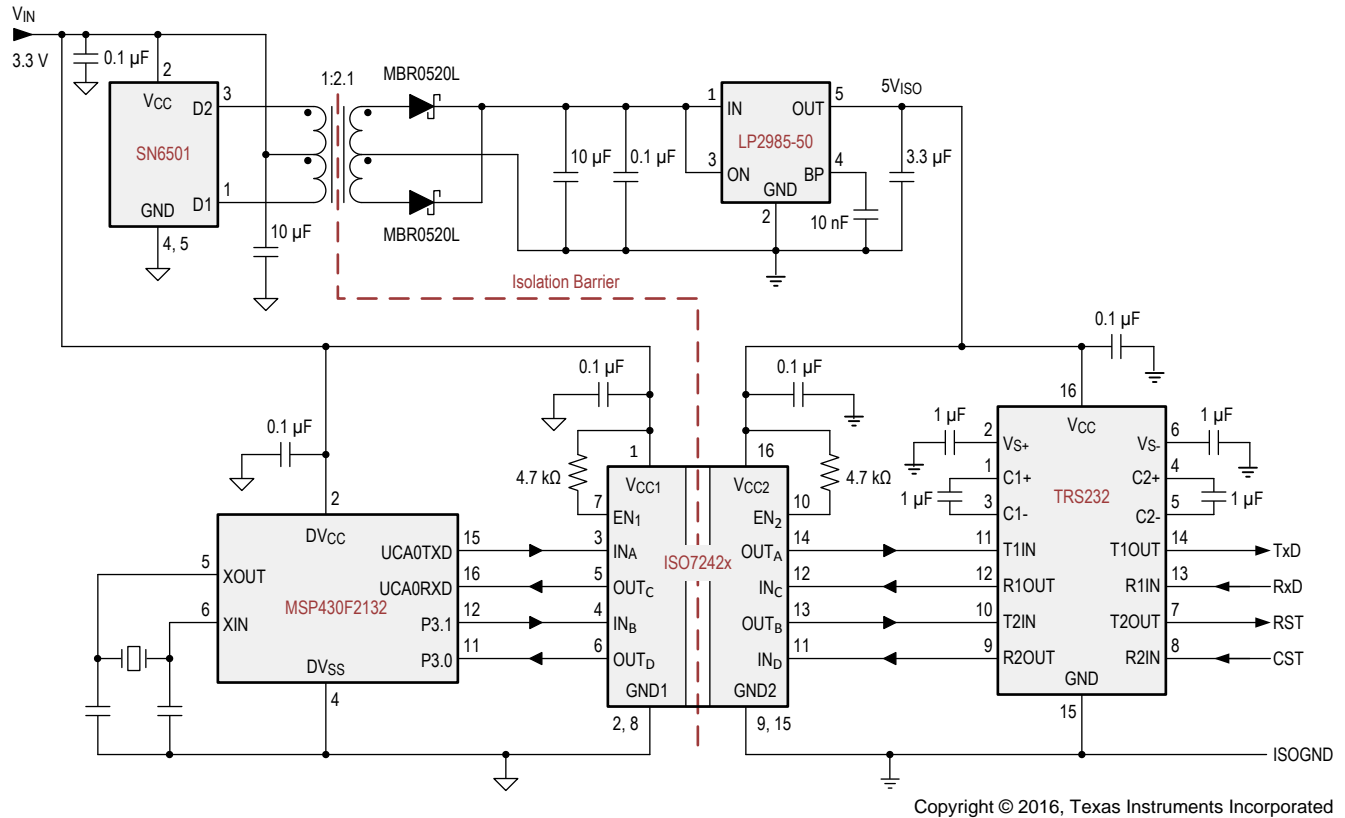 VIN
3.3 V
0.1 µF
2
VCC
D2
3
SN6501
D1
1
GND
4, 5
10 µF
1:2.1
MBR0520L
MBR0520L
10 µF
0.1 µF
1
IN
OUT
5
LP2985-50
3
ON
BP
4
GND
2
10 nF
5VISO
3.3 µF
Isolation Barrier
0.1 µF
2
DVCC
5
XOUT
6
XIN
MSP430F2132
UCA0TXD
15
UCA0RXD
16
P3.1
12
P3.0
11
DVSS
4
0.1 µF
4.7 kΩ
1
VCC1
7
EN1
3
INA
5
OUTC
4
INB
6
OUTD
GND1
2, 8
ISO7242x
0.1 µF
4.7 kΩ
16
VCC2
10
EN2
14
OUTA
12
INC
13
OUTB
11
IND
GND2
9, 15
0.1 µF
16
VCC
1 µF
2
VS+
VS-
6
1 µF
1
C1+
C2+
4
1 µF
3
C1-
C2-
5
1 µF
TRS232
11
T1IN
T1OUT
14
TxD
12
R1OUT
R1IN
13
RxD
10
T2IN
T2OUT
7
RST
9
R2OUT
R2IN
8
CST
GND
15
ISOGND
Copyright © 2016, Texas Instruments Incorporated